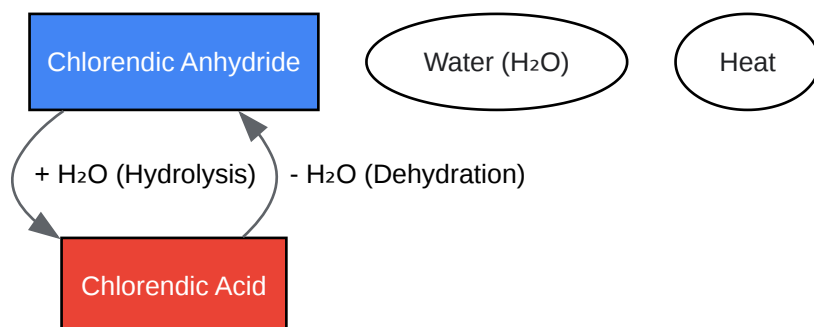 Chlorendic Anhydride
Water (H₂O)
Heat
+ H₂O (Hydrolysis)
- H₂O (Dehydration)
Chlorendic Acid